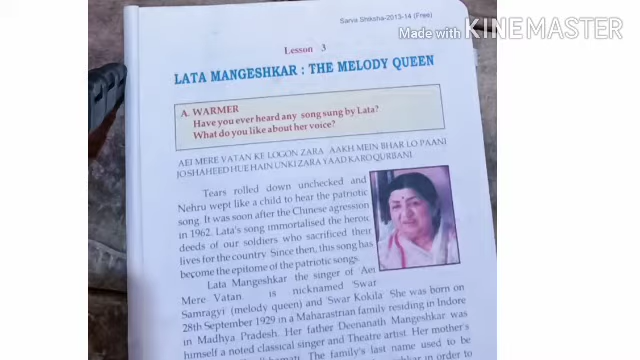 Sarva Shiksha-2013-14 (Free)
Made with KINEMASTER
Lesson 3
LATA MANGESHKAR : THE MELODY QUEEN
A. WARMER
Have you ever heard any song sung by Lata?
What do you like about her voice?
AEI MERE VATAN KE LOGON ZARA AAKH MEIN BHAR LO PAANI
JO SHAHEED HUE HAIN UNKI ZARA YAAD KARO QURBANI
Tears rolled down unchecked and
Nehru wept like a child to hear the patriotic
song. It was soon after the Chinese agression
in 1962. Lata's song immortalised the heroic
deeds of our soldiers who sacrificed their
lives for the country. Since then, this song has
become the epitome of the patriotic songs.
Lata Mangeshkar the singer of 'Aei
Mere Vatan is nicknamed 'Swar
Samragyi (melody queen) and 'Swar Kokila She was born on
28th September 1929 in a Maharastrian family residing in Indore
in Madhya Pradesh. Her father Deenanath Mangeshkar was
himself a noted classical singer and Theatre artist. Her mother's
The family's last name used to be
in order to